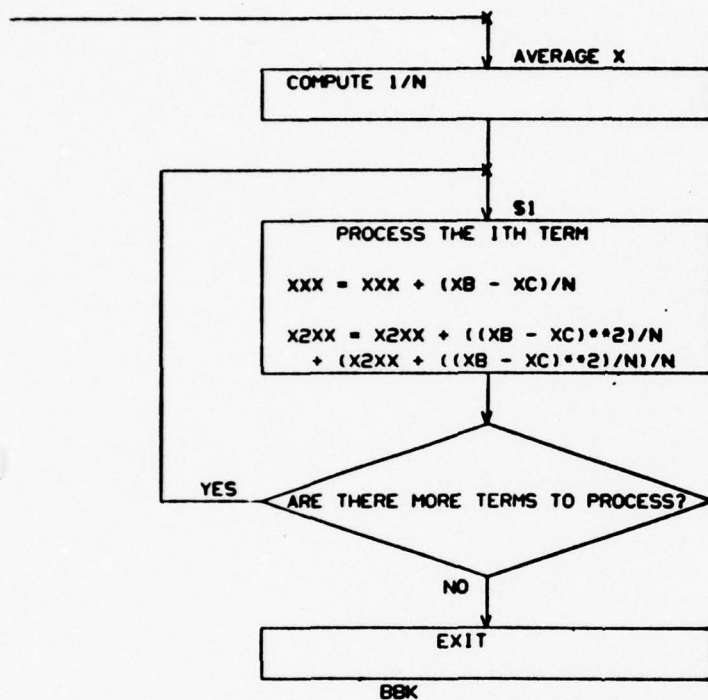 AVERAGE X
COMPUTE 1/N
$1
PROCESS THE ITH TERM
XXX = XXX + (XB - XC)/N
X2XX = X2XX + ((XB - XC)**2)/N
+ (X2XX + ((XB - XC)**2)/N)/N
YES
ARE THERE MORE TERMS TO PROCESS?
NO
EXIT
BBK